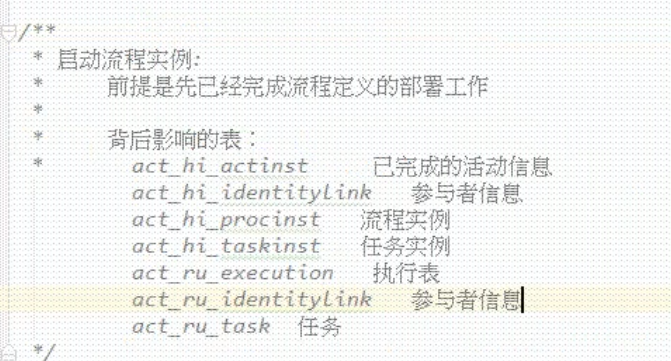 /**
* 启动流程实例:
* 前提是先已经完成流程定义的部署工作
*
* 背后影响的表：
* act_hi_actinst 已完成的活动信息
act_hi_identitylink 参与者信息
act_hi_procinst 流程实例
act_hi_taskinst 任务实例
act_ru_execution 执行表
act_ru_identitylink 参与者信息
act_ru_task 任务
*/